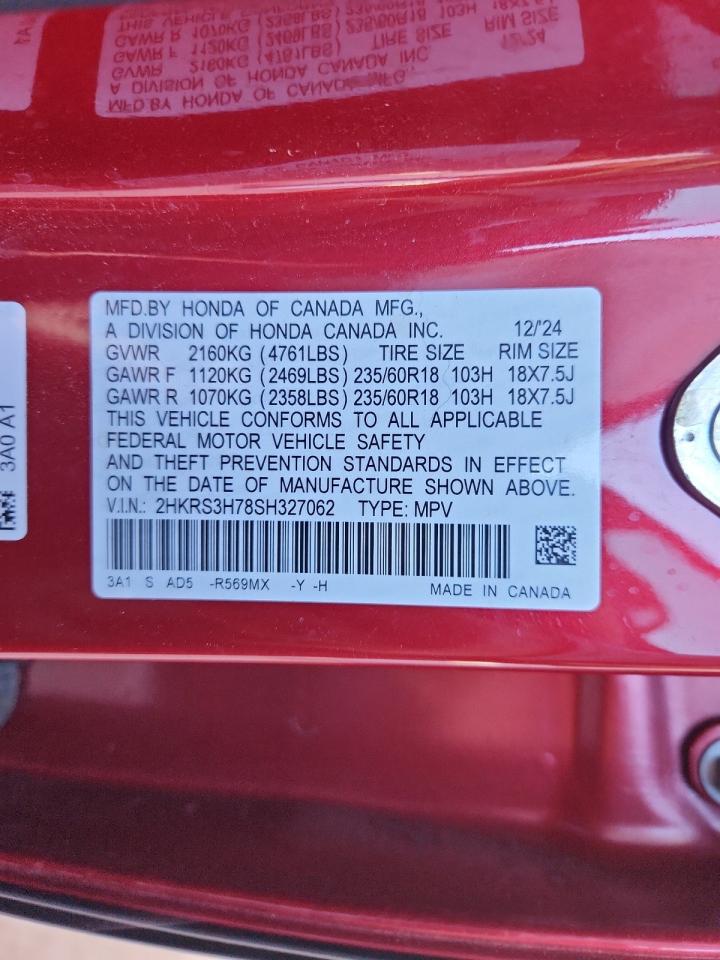 MFD.BY HONDA OF CANADA MFG.,
A DIVISION OF HONDA CANADA INC. 12/'24
GVWR 2160KG (4761LBS) TIRE SIZE RIM SIZE
GAWR F 1120KG (2469LBS) 235/60R18 103H 18X7.5J
GAWR R 1070KG (2358LBS) 235/60R18 103H 18X7.5J
THIS VEHICLE CONFORMS TO ALL APPLICABLE
FEDERAL MOTOR VEHICLE SAFETY
AND THEFT PREVENTION STANDARDS IN EFFECT
ON THE DATE OF MANUFACTURE SHOWN ABOVE.
V.I.N.: 2HKRS3H78SH327062 TYPE: MPV
3A1 S AD5 -R569MX -Y -H MADE IN CANADA
3A0 A1